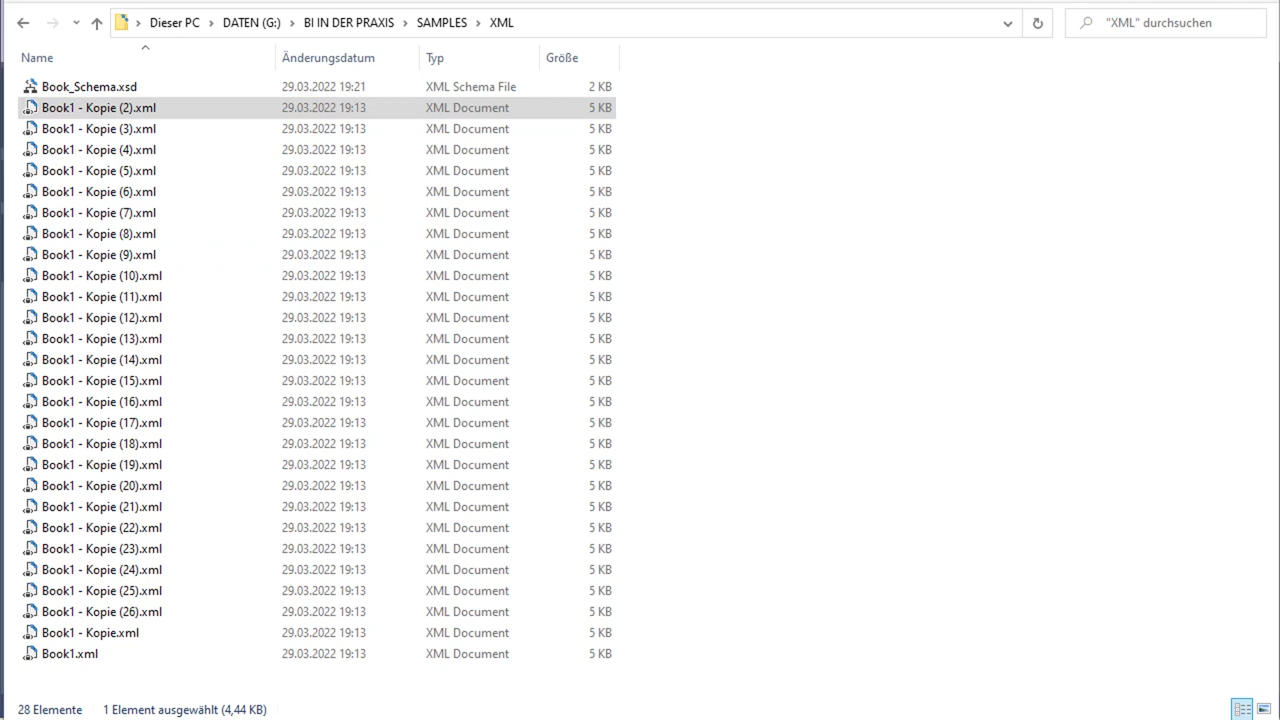 Dieser PC > DATEN (G:) > BI IN DER PRAXIS > SAMPLES > XML "XML" durchsuchen
Name Änderungsdatum Typ Größe
Book_Schema.xsd 29.03.2022 19:21 XML Schema File 2 KB
Book1 - Kopie (2).xml 29.03.2022 19:13 XML Document 5 KB
Book1 - Kopie (3).xml 29.03.2022 19:13 XML Document 5 KB
Book1 - Kopie (4).xml 29.03.2022 19:13 XML Document 5 KB
Book1 - Kopie (5).xml 29.03.2022 19:13 XML Document 5 KB
Book1 - Kopie (6).xml 29.03.2022 19:13 XML Document 5 KB
Book1 - Kopie (7).xml 29.03.2022 19:13 XML Document 5 KB
Book1 - Kopie (8).xml 29.03.2022 19:13 XML Document 5 KB
Book1 - Kopie (9).xml 29.03.2022 19:13 XML Document 5 KB
Book1 - Kopie (10).xml 29.03.2022 19:13 XML Document 5 KB
Book1 - Kopie (11).xml 29.03.2022 19:13 XML Document 5 KB
Book1 - Kopie (12).xml 29.03.2022 19:13 XML Document 5 KB
Book1 - Kopie (13).xml 29.03.2022 19:13 XML Document 5 KB
Book1 - Kopie (14).xml 29.03.2022 19:13 XML Document 5 KB
Book1 - Kopie (15).xml 29.03.2022 19:13 XML Document 5 KB
Book1 - Kopie (16).xml 29.03.2022 19:13 XML Document 5 KB
Book1 - Kopie (17).xml 29.03.2022 19:13 XML Document 5 KB
Book1 - Kopie (18).xml 29.03.2022 19:13 XML Document 5 KB
Book1 - Kopie (19).xml 29.03.2022 19:13 XML Document 5 KB
Book1 - Kopie (20).xml 29.03.2022 19:13 XML Document 5 KB
Book1 - Kopie (21).xml 29.03.2022 19:13 XML Document 5 KB
Book1 - Kopie (22).xml 29.03.2022 19:13 XML Document 5 KB
Book1 - Kopie (23).xml 29.03.2022 19:13 XML Document 5 KB
Book1 - Kopie (24).xml 29.03.2022 19:13 XML Document 5 KB
Book1 - Kopie (25).xml 29.03.2022 19:13 XML Document 5 KB
Book1 - Kopie (26).xml 29.03.2022 19:13 XML Document 5 KB
Book1 - Kopie.xml 29.03.2022 19:13 XML Document 5 KB
Book1.xml 29.03.2022 19:13 XML Document 5 KB
28 Elemente 1 Element ausgewählt (4,44 KB)